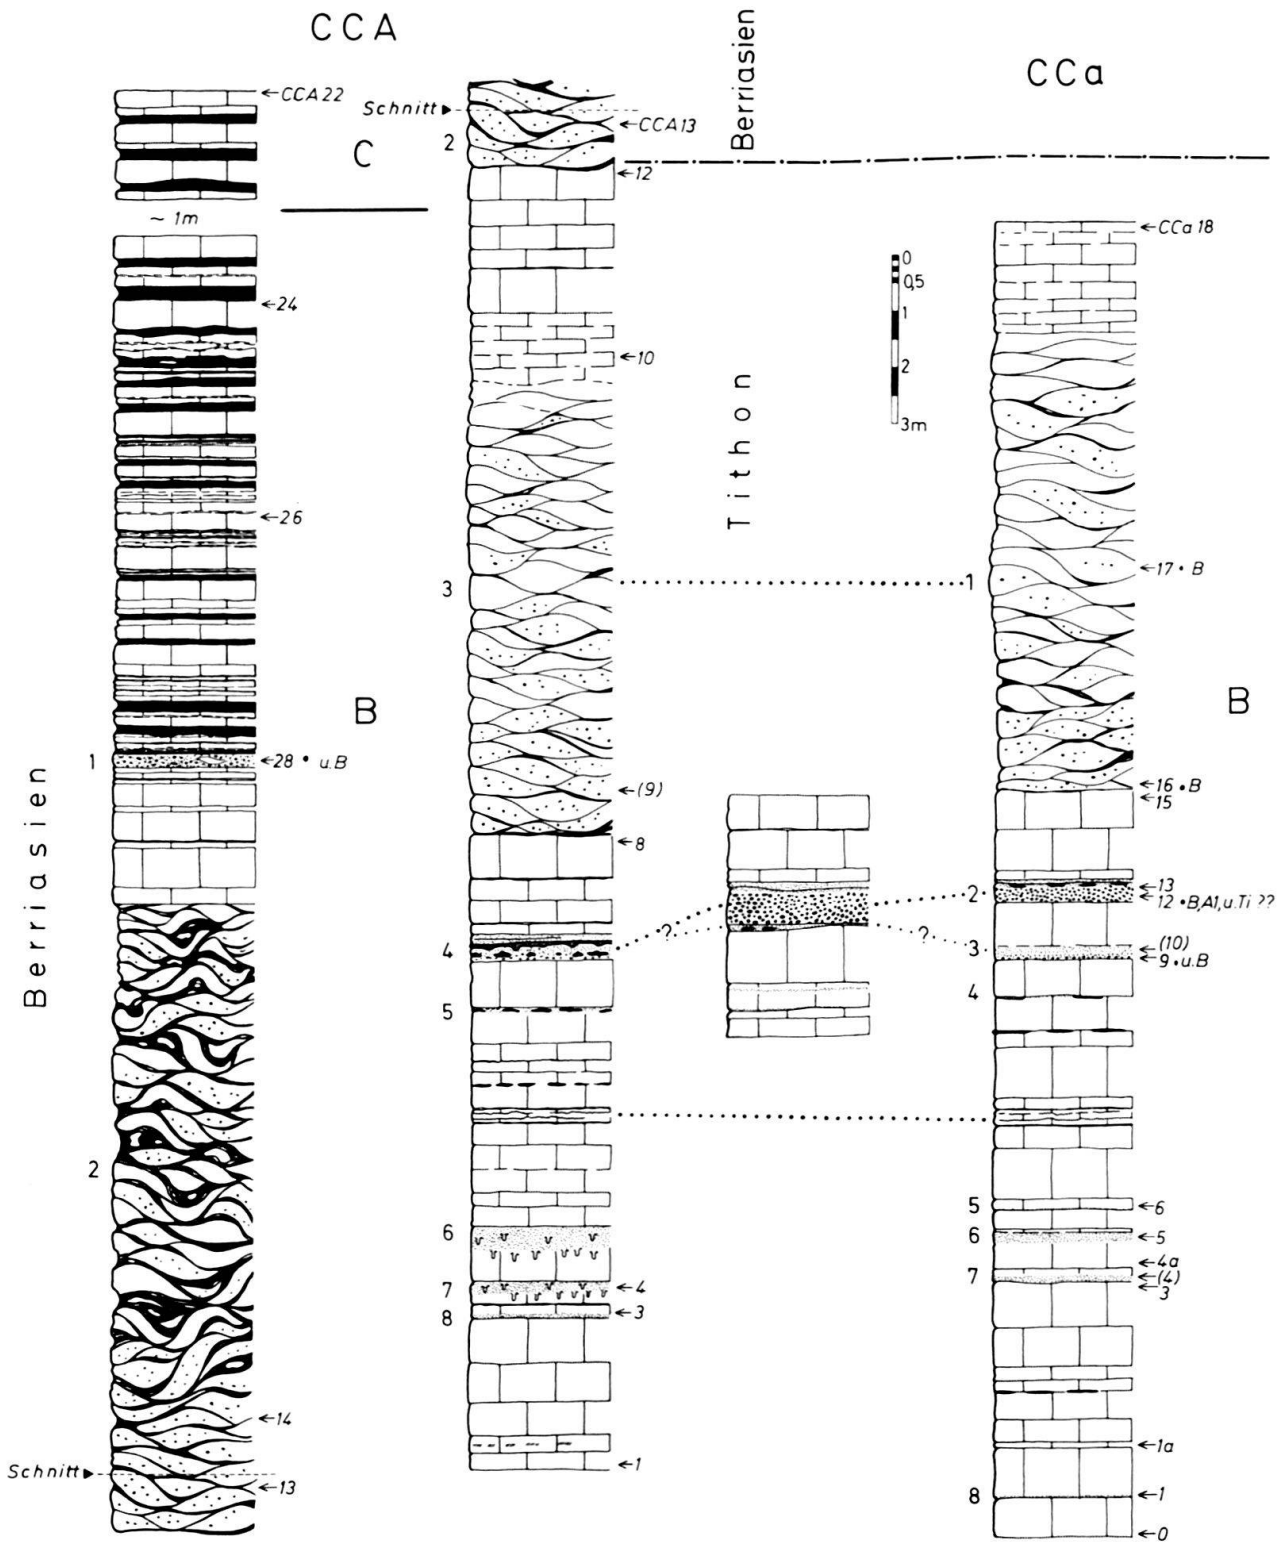 CCA
CCa
Berriasien
Tithon
Berriasien
←CCA22
C
~ 1m
←24
←26
B
1
←28 • u.B
2
←14
Schnitt▶
←13
Schnitt▶
←CCA13
2
←12
←10
3
←(9)
←8
4
5
6
7
←4
8
←3
←1
0
0,5
1
2
3m
?
?
←CCa 18
1
←17 • B
B
←16 • B
←15
2
←13
←12 • B,A1,u.Ti ??
3
←(10)
←9 • u.B
4
5
←6
6
←5
←4a
7
←(4)
←3
←1a
8
←1
←0